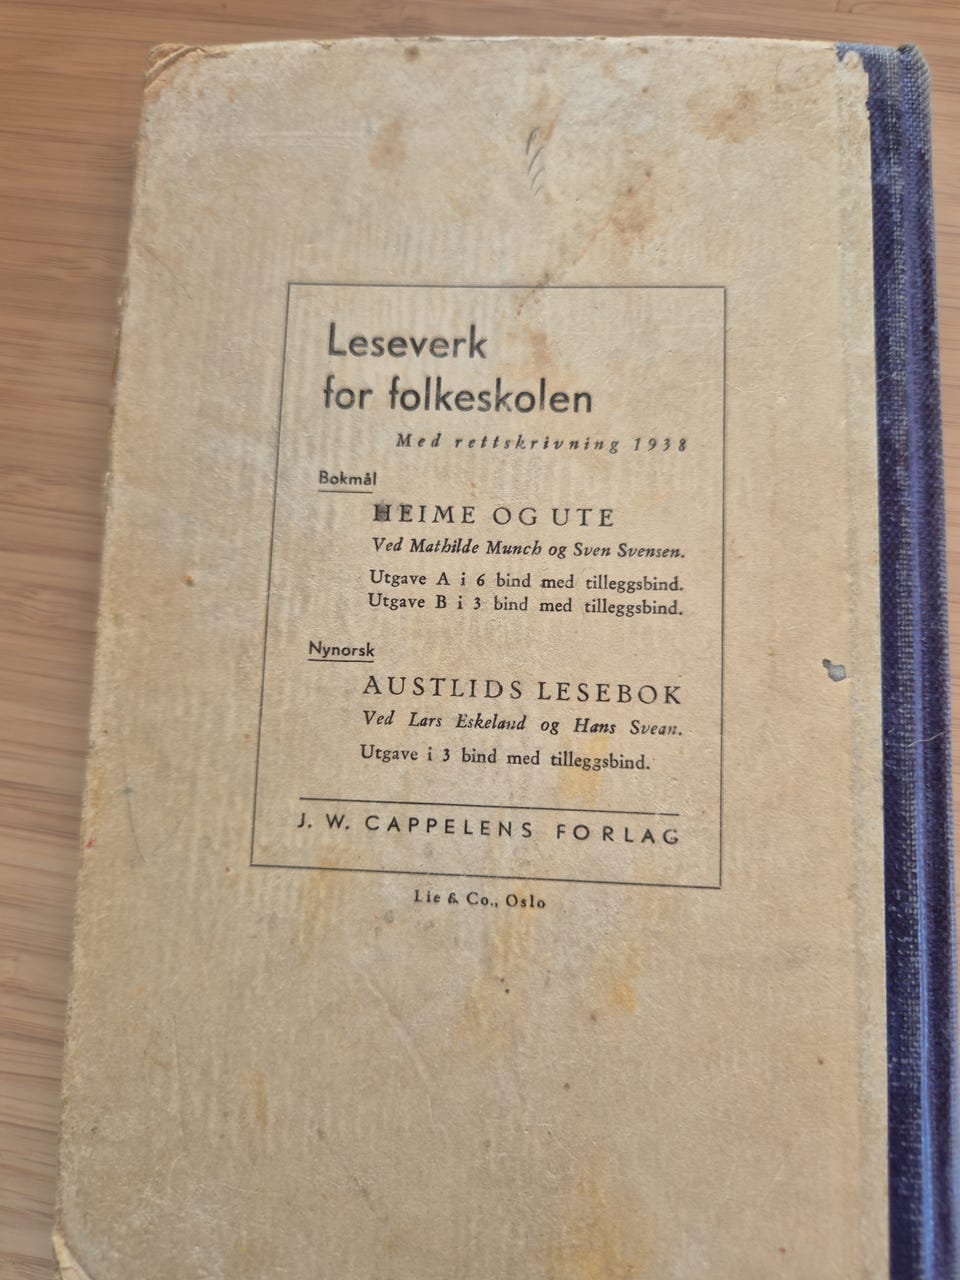 Leseverk
for folkeskolen
Med rettskrivning 1938
Bokmål
HEIME OG UTE
Ved Mathilde Munch og Sven Svensen.
Utgave A i 6 bind med tilleggsbind.
Utgave B i 3 bind med tilleggsbind.
Nynorsk
AUSTLIDS LESEBOK
Ved Lars Eskeland og Hans Svean.
Utgave i 3 bind med tilleggsbind.
J. W. CAPPELENS FORLAG
Lie & Co., Oslo